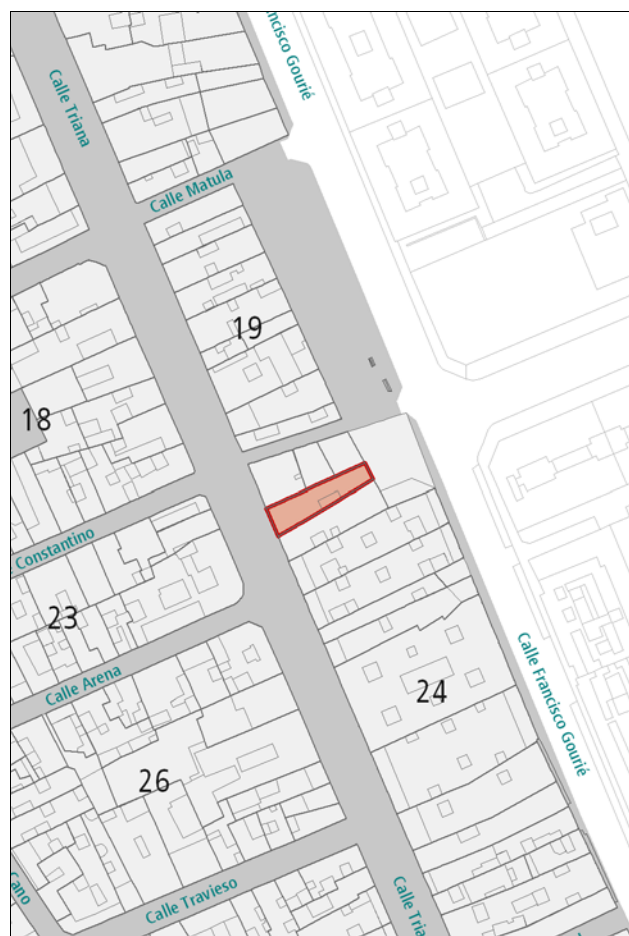 ncisco Gourié
Calle Triana
Calle Matula
19
18
Constantino
23
Calle Arena
24
Calle Francisco Gourié
26
Cano
Calle Travieso
Calle Tria